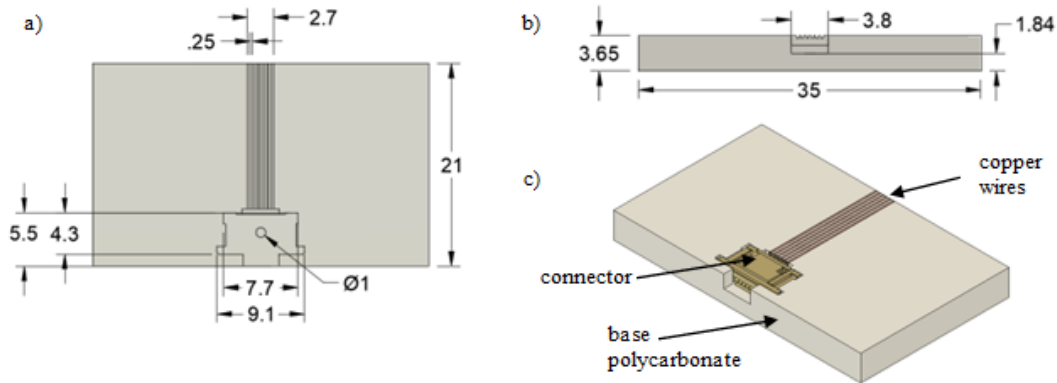 a)
2.7
.25
21
5.5
4.3
Ø1
7.7
9.1
b)
3.8
1.84
3.65
35
c)
copper
wires
connector
base
polycarbonate